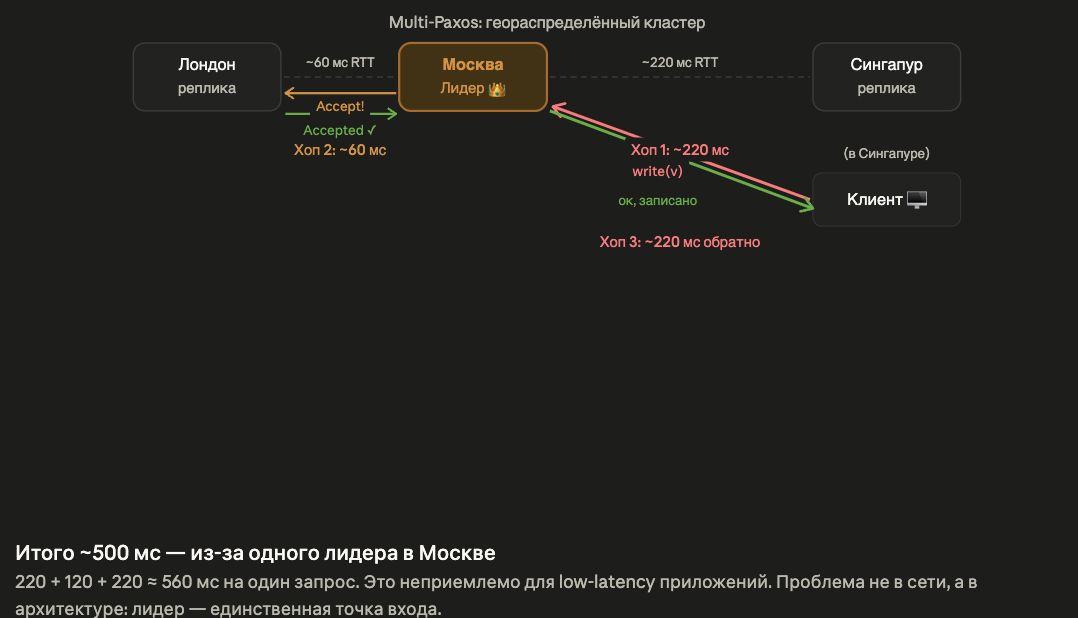 Multi-Paxos: геораспределённый кластер
Лондон
реплика
~60 мс RTT
Москва
Лидер 👑
~220 мс RTT
Сингапур
реплика
Accept!
Accepted ✓
Хоп 2: ~60 мс
Хоп 1: ~220 мс
write(v)
(в Сингапуре)
Клиент 🖥️
ок, записано
Хоп 3: ~220 мс обратно
Итого ~500 мс — из-за одного лидера в Москве
220 + 120 + 220 ≈ 560 мс на один запрос. Это неприемлемо для low-latency приложений. Проблема не в сети, а в
архитектуре: лидер — единственная точка входа.